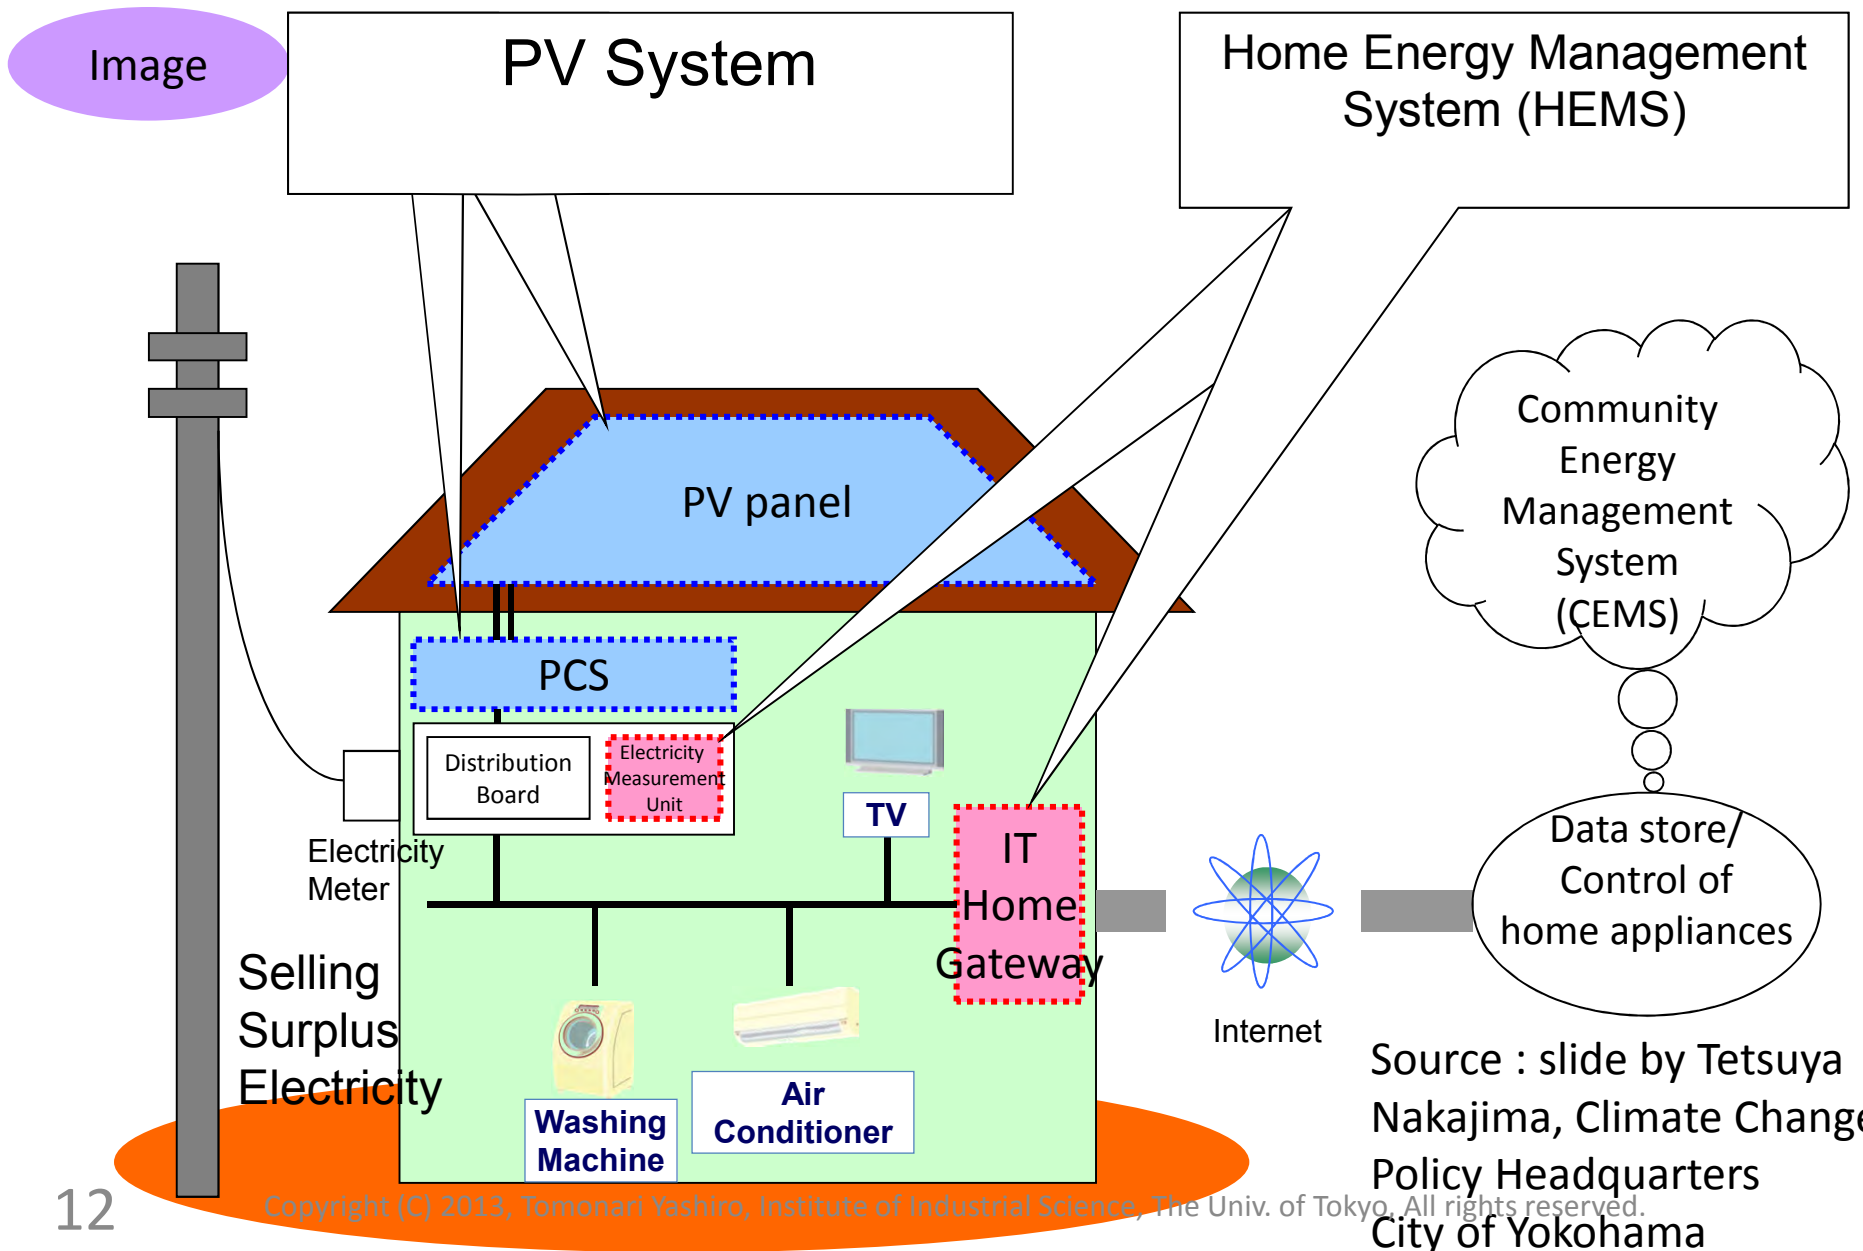 Image
PV System
Home Energy Management
System (HEMS)
Community
Energy
Management
System
(CEMS)
PV panel
PCS
Distribution
Board
Electricity
Measurement
Unit
TV
Electricity
Meter
IT
Home
Gateway
Data store/
Control of
home appliances
Internet
Selling
Surplus
Electricity
Washing
Machine
Air
Conditioner
Source : slide by Tetsuya
Nakajima, Climate Change
Policy Headquarters
City of Yokohama
12
Copyright (C) 2013, Tomonari Yashiro, Institute of Industrial Science, The Univ. of Tokyo, All rights reserved.